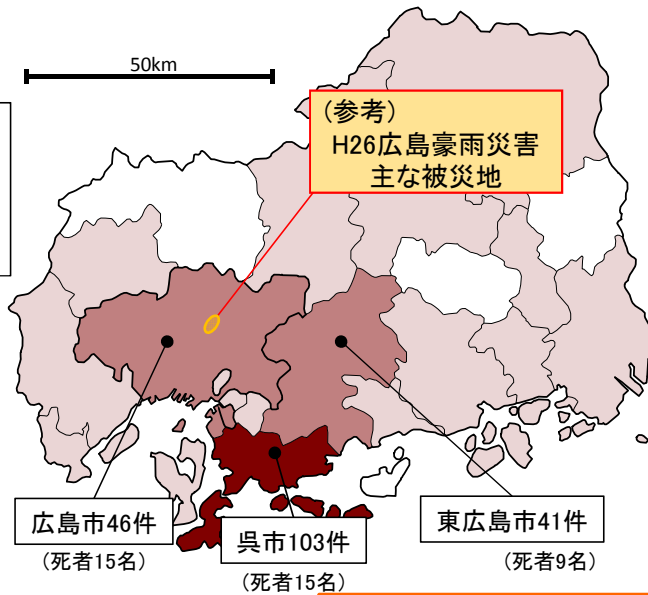 50km
(参考)
H26広島豪雨災害
主な被災地
広島市46件
(死者15名)
呉市103件
(死者15名)
東広島市41件
(死者9名)